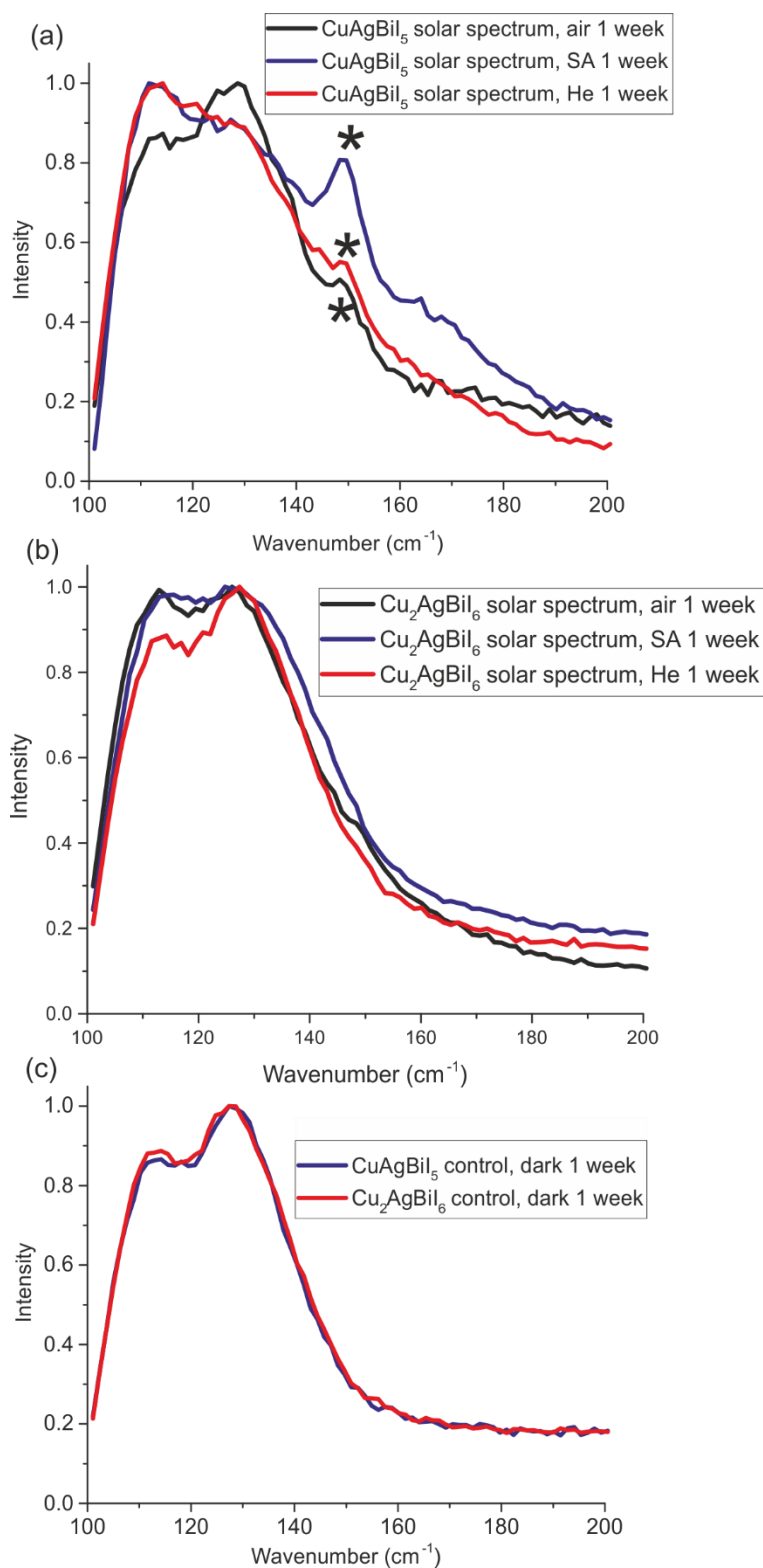 (a)
CuAgBiI₅ solar spectrum, air 1 week
CuAgBiI₅ solar spectrum, SA 1 week
CuAgBiI₅ solar spectrum, He 1 week
1.0
0.8
0.6
0.4
0.2
0.0
Intensity
*
*
*
100 120 140 160 180 200
Wavenumber (cm⁻¹)
(b)
Cu₂AgBiI₆ solar spectrum, air 1 week
Cu₂AgBiI₆ solar spectrum, SA 1 week
Cu₂AgBiI₆ solar spectrum, He 1 week
1.0
0.8
0.6
0.4
0.2
0.0
Intensity
100 120 140 160 180 200
Wavenumber (cm⁻¹)
(c)
CuAgBiI₅ control, dark 1 week
Cu₂AgBiI₆ control, dark 1 week
1.0
0.8
0.6
0.4
0.2
0.0
Intensity
100 120 140 160 180 200
Wavenumber (cm⁻¹)